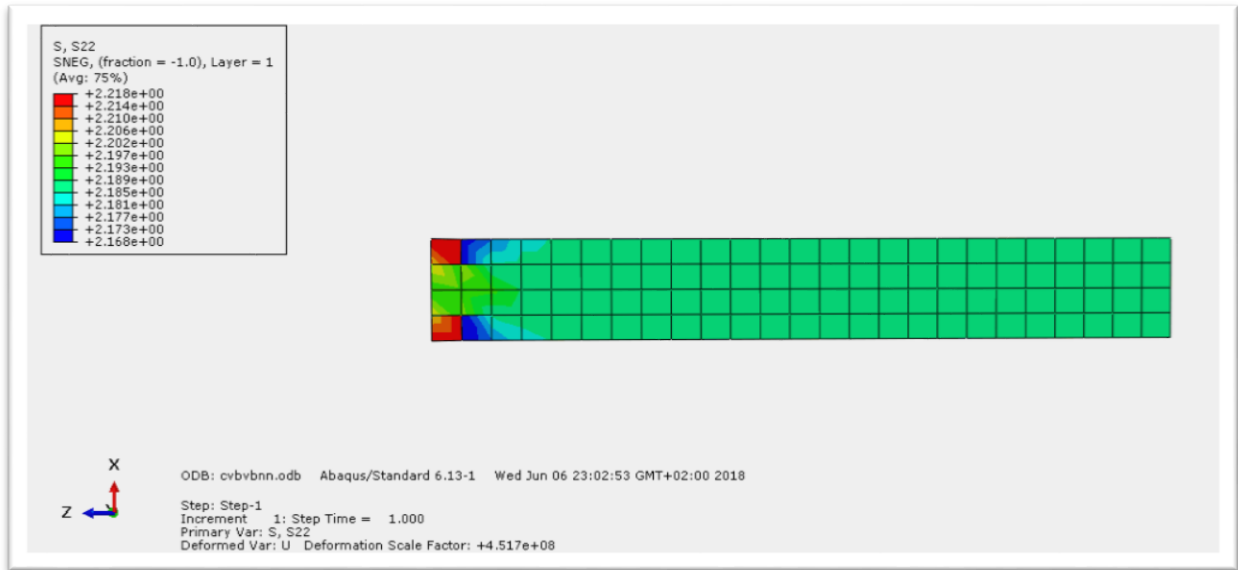 S, S22
SNEG, (fraction = -1.0), Layer = 1
(Avg: 75%)
+2.218e+00
+2.214e+00
+2.210e+00
+2.206e+00
+2.202e+00
+2.197e+00
+2.193e+00
+2.189e+00
+2.185e+00
+2.181e+00
+2.177e+00
+2.173e+00
+2.168e+00
X
Z
ODB: cvbvbnn.odb Abaqus/Standard 6.13-1 Wed Jun 06 23:02:53 GMT+02:00 2018
Step: Step-1
Increment 1: Step Time = 1.000
Primary Var: S, S22
Deformed Var: U Deformation Scale Factor: +4.517e+08